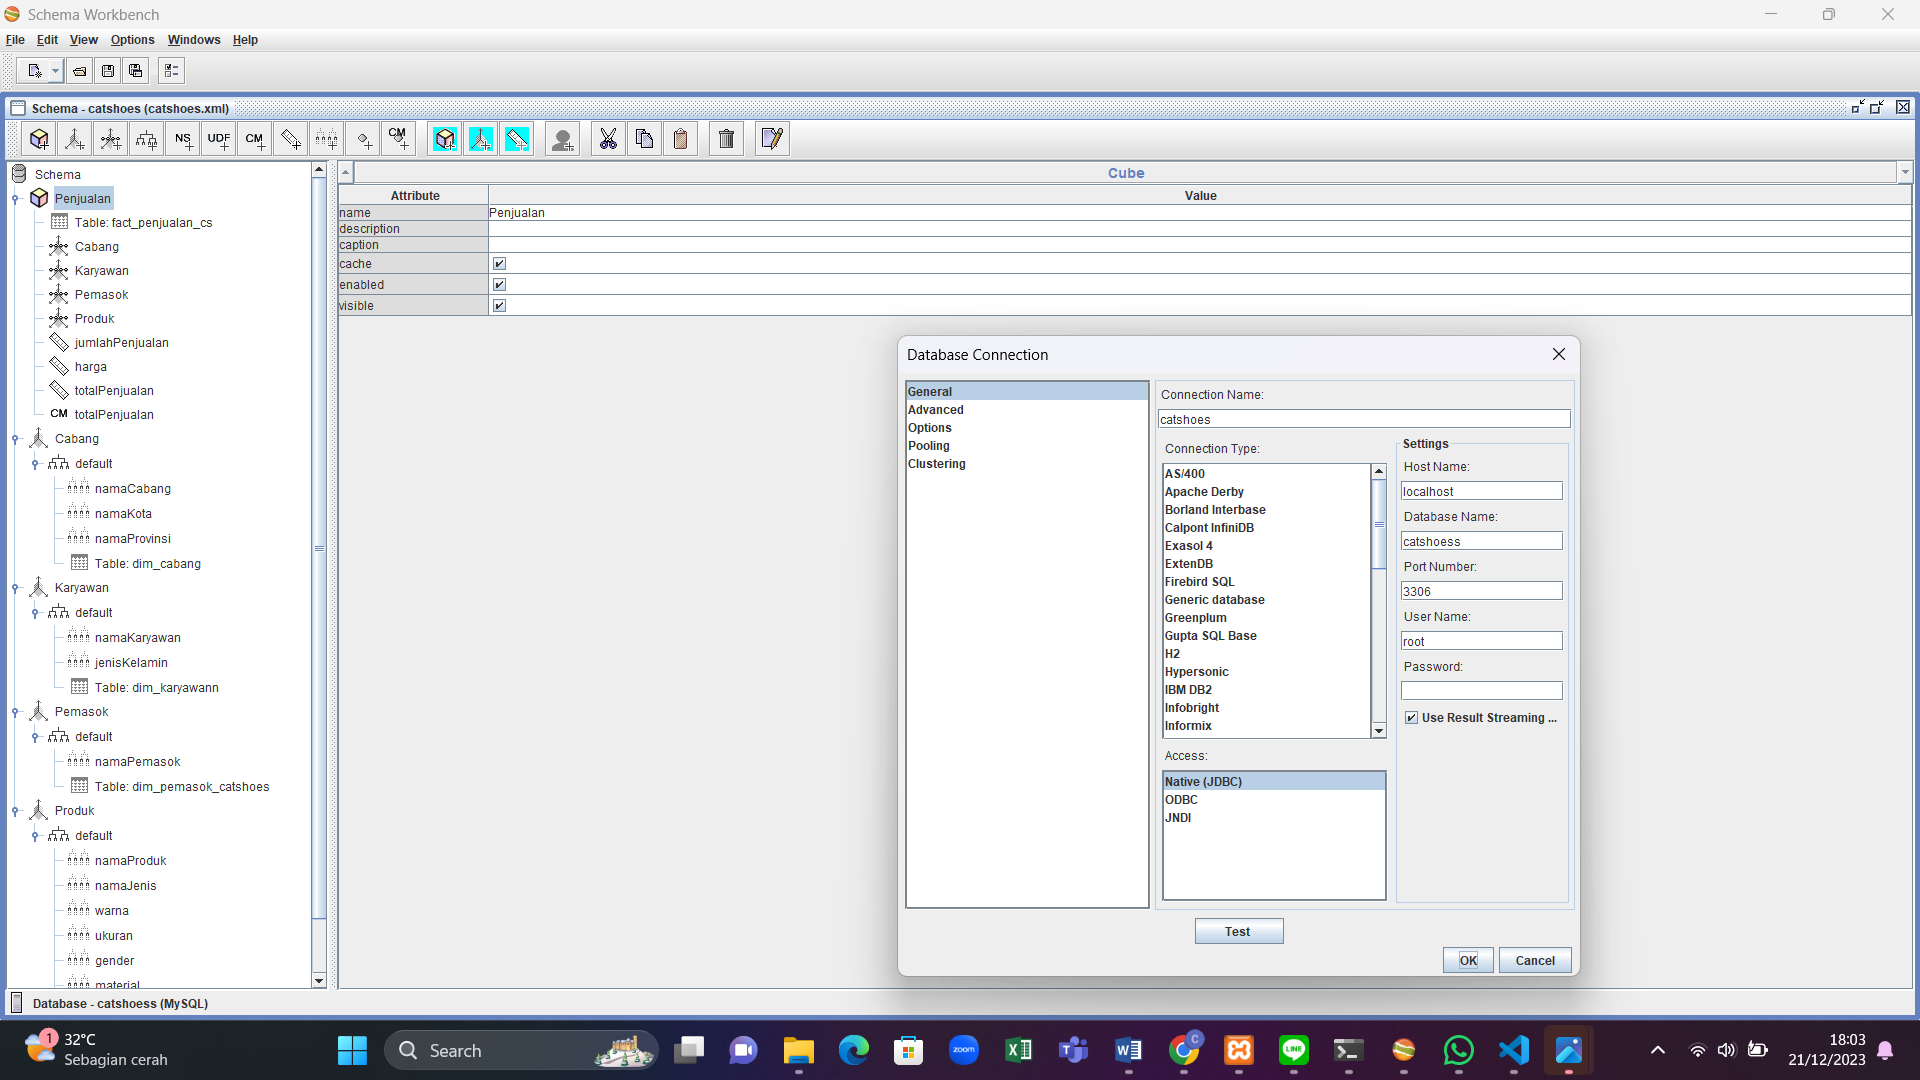 Schema Workbench
File Edit View Options Windows Help
Schema - catshoes (catshoes.xml)
NS UDF CM CM
Schema
Penjualan
Table: fact_penjualan_cs
Cabang
Karyawan
Pemasok
Produk
jumlahPenjualan
harga
totalPenjualan
CM totalPenjualan
Cabang
default
namaCabang
namaKota
namaProvinsi
Table: dim_cabang
Karyawan
default
namaKaryawan
jenisKelamin
Table: dim_karyawann
Pemasok
default
namaPemasok
Table: dim_pemasok_catshoes
Produk
default
namaProduk
namaJenis
warna
ukuran
gender
material
Cube
Attribute Value
name Penjualan
description
caption
cache
enabled
visible
Database Connection
General
Advanced
Options
Pooling
Clustering
Connection Name:
catshoes
Connection Type:
AS/400
Apache Derby
Borland Interbase
Calpont InfiniDB
Exasol 4
ExtenDB
Firebird SQL
Generic database
Greenplum
Gupta SQL Base
H2
Hypersonic
IBM DB2
Infobright
Informix
Access:
Native (JDBC)
ODBC
JNDI
Settings
Host Name:
localhost
Database Name:
catshoess
Port Number:
3306
User Name:
root
Password:
Use Result Streaming ...
Test
OK Cancel
Database - catshoess (MySQL)
1
32°C
Sebagian cerah
Search
zoom
C
LINE
18:03
21/12/2023